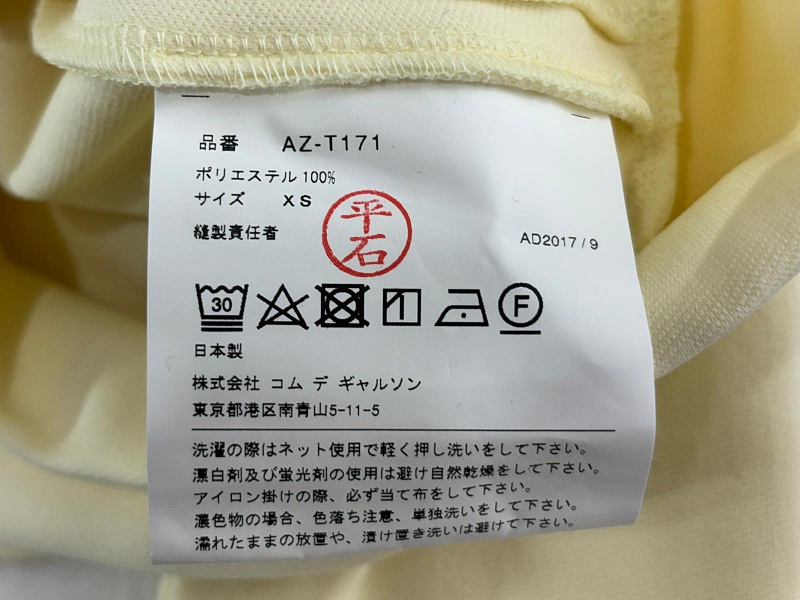 品番 AZ-T171
ポリエステル 100%
サイズ XS
縫製責任者 平石
AD2017/9
30 F
日本製
株式会社 コム デ ギャルソン
東京都港区南青山5-11-5
洗濯の際はネット使用で軽く押し洗いをして下さい。
漂白剤及び蛍光剤の使用は避け自然乾燥をして下さい。
アイロン掛けの際、必ず当て布をして下さい。
濃色物の場合、色落ち注意、単独洗いをして下さい。
濡れたままの放置や、漬け置き洗いは避けて下さい。